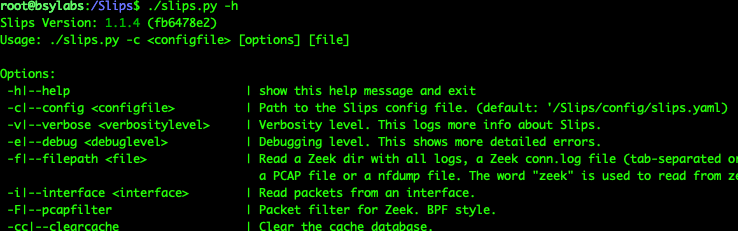 root@bsylabs:/Slips$ ./slips.py -h
Slips Version: 1.1.4 (fb6478e2)
Usage: ./slips.py -c <configfile> [options] [file]
Options:
-h|--help | show this help message and exit
-c|--config <configfile> | Path to the Slips config file. (default: '/Slips/config/slips.yaml)
-v|--verbose <verbositylevel> | Verbosity level. This logs more info about Slips.
-e|--debug <debuglevel> | Debugging level. This shows more detailed errors.
-f|--filepath <file> | Read a Zeek dir with all logs, a Zeek conn.log file (tab-separated or
a PCAP file or a nfdump file. The word "zeek" is used to read from ze
-i|--interface <interface> | Read packets from an interface.
-F|--pcapfilter | Packet filter for Zeek. BPF style.
-cc|--clearcache | Clear the cache database.